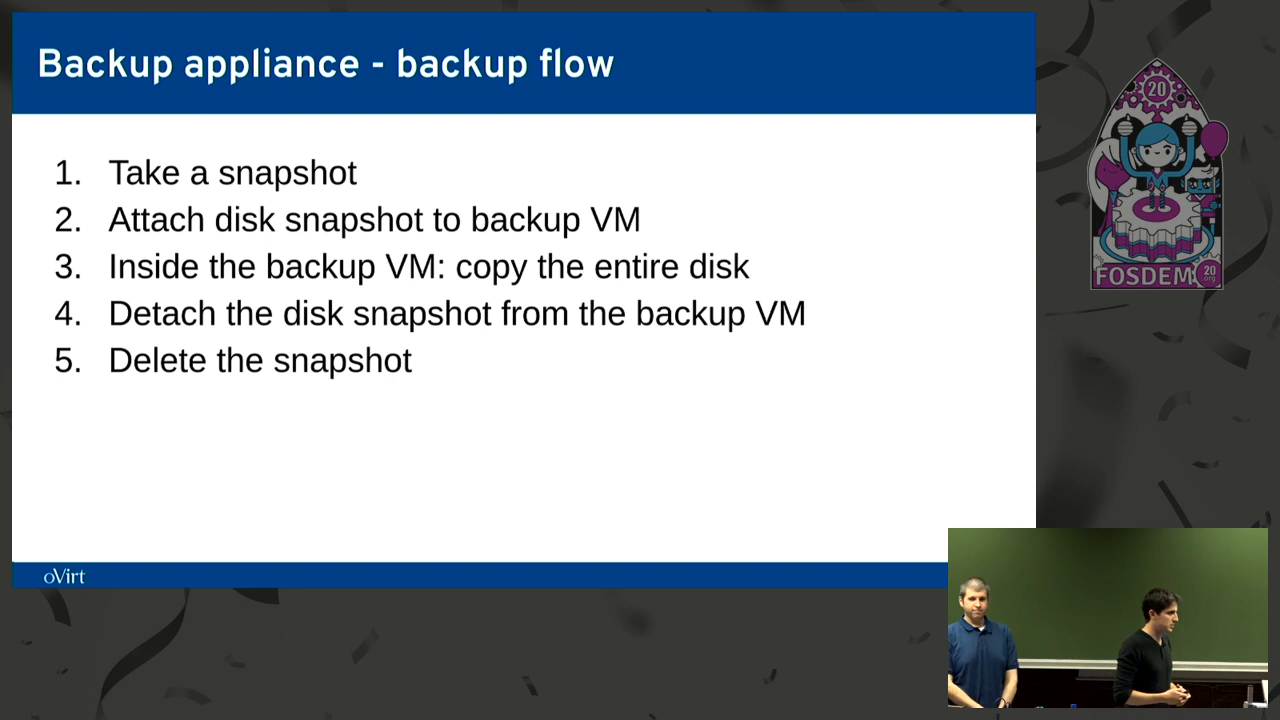 Backup appliance - backup flow
1. Take a snapshot
2. Attach disk snapshot to backup VM
3. Inside the backup VM: copy the entire disk
4. Detach the disk snapshot from the backup VM
5. Delete the snapshot
oVirt
20
FOSDEM
20
org